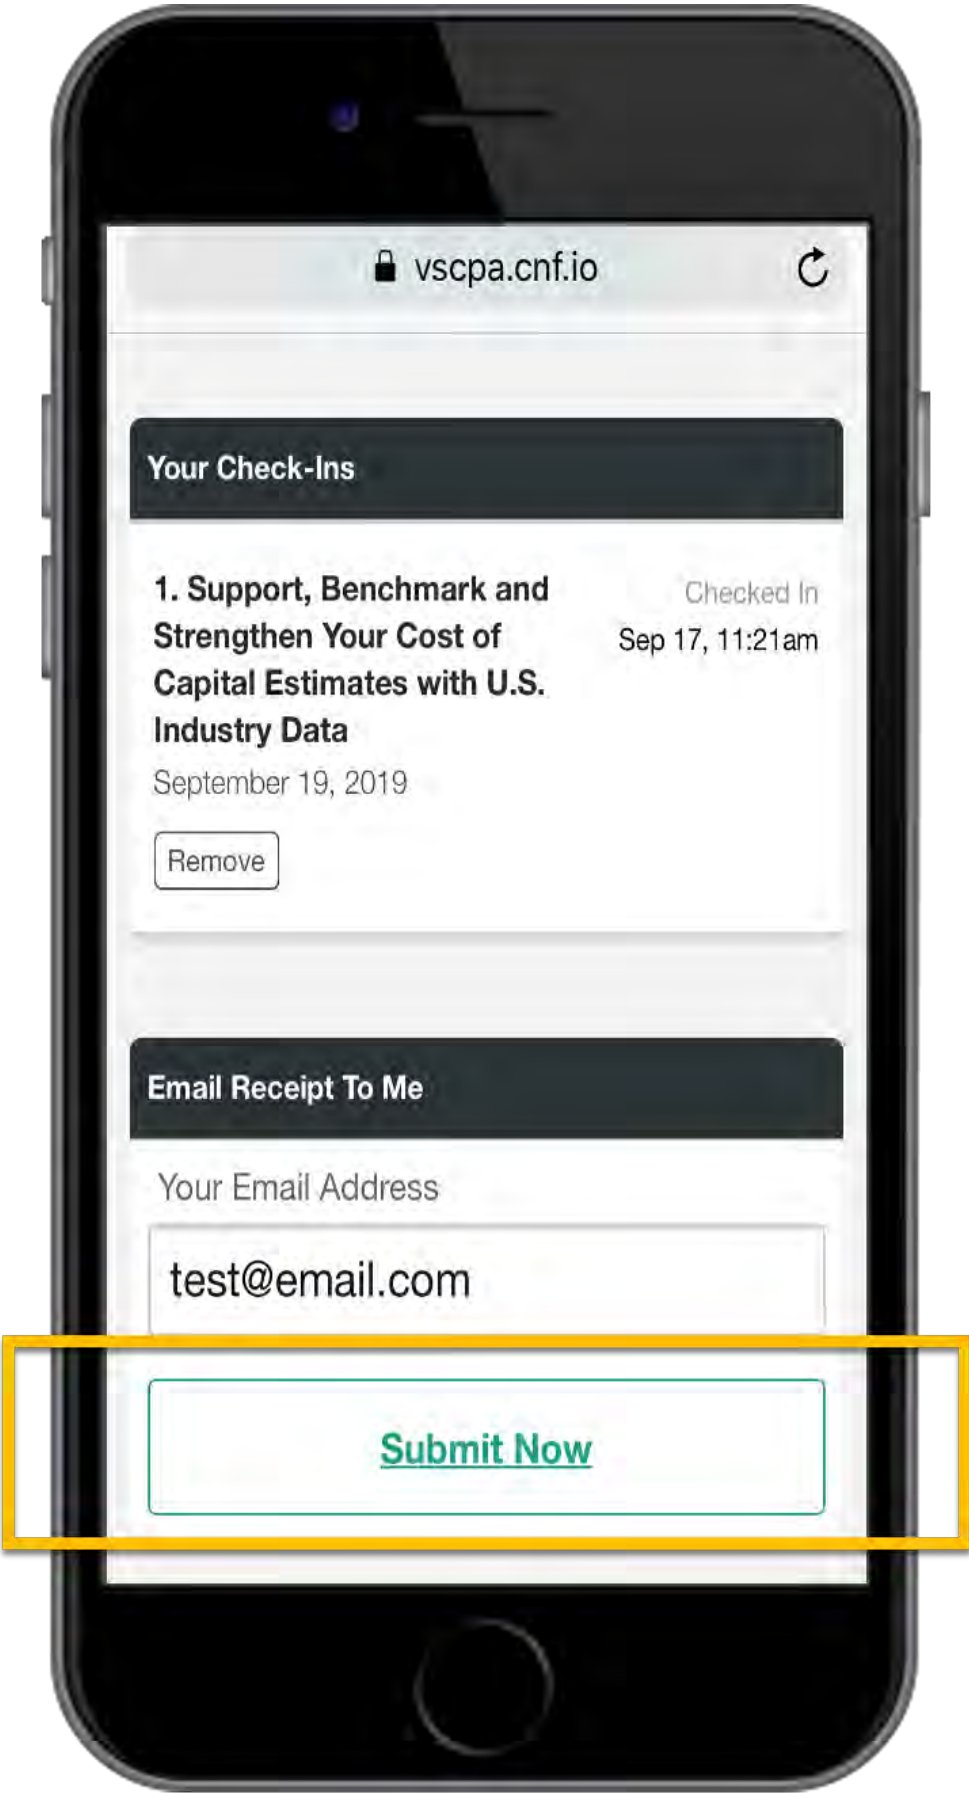 vscpa.cnf.io
Your Check-Ins
1. Support, Benchmark and
Strengthen Your Cost of
Capital Estimates with U.S.
Industry Data
Checked In
Sep 17, 11:21am
September 19, 2019
Remove
Email Receipt To Me
Your Email Address
test@email.com
Submit Now